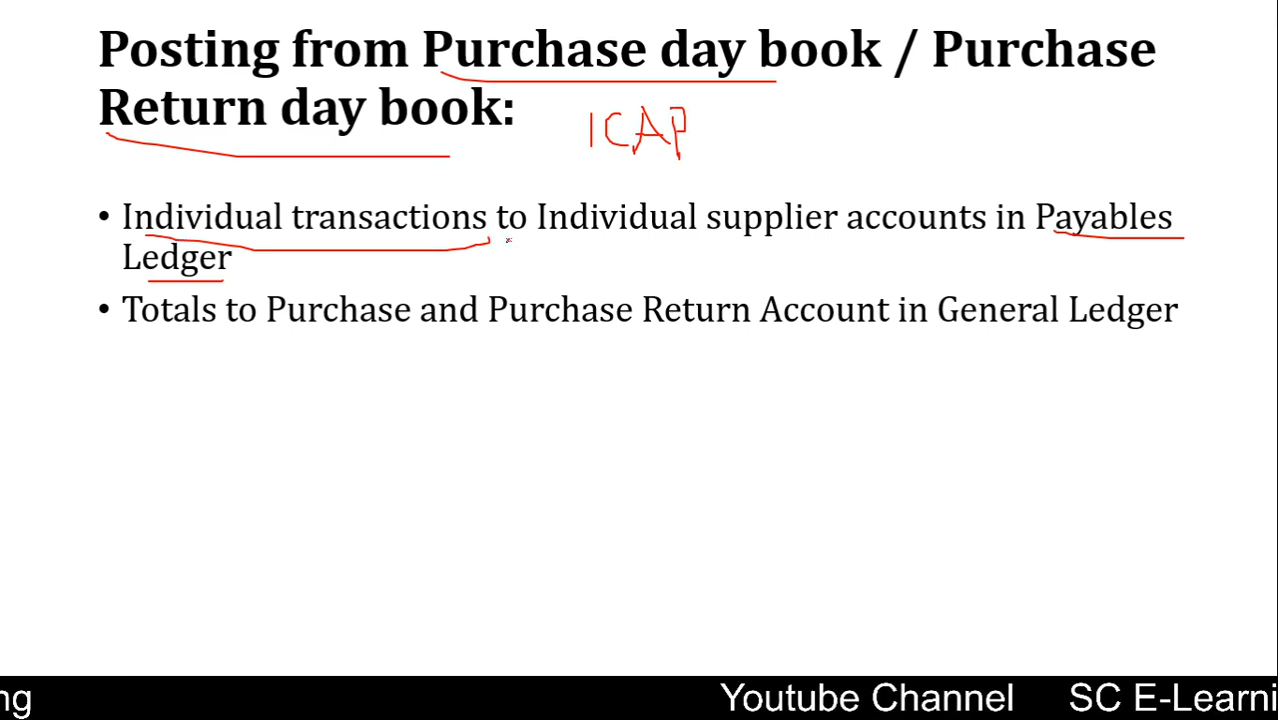 Posting from Purchase day book / Purchase
Return day book:
ICAP
• Individual transactions to Individual supplier accounts in Payables
Ledger
• Totals to Purchase and Purchase Return Account in General Ledger
ng Youtube Channel SC E-Learni